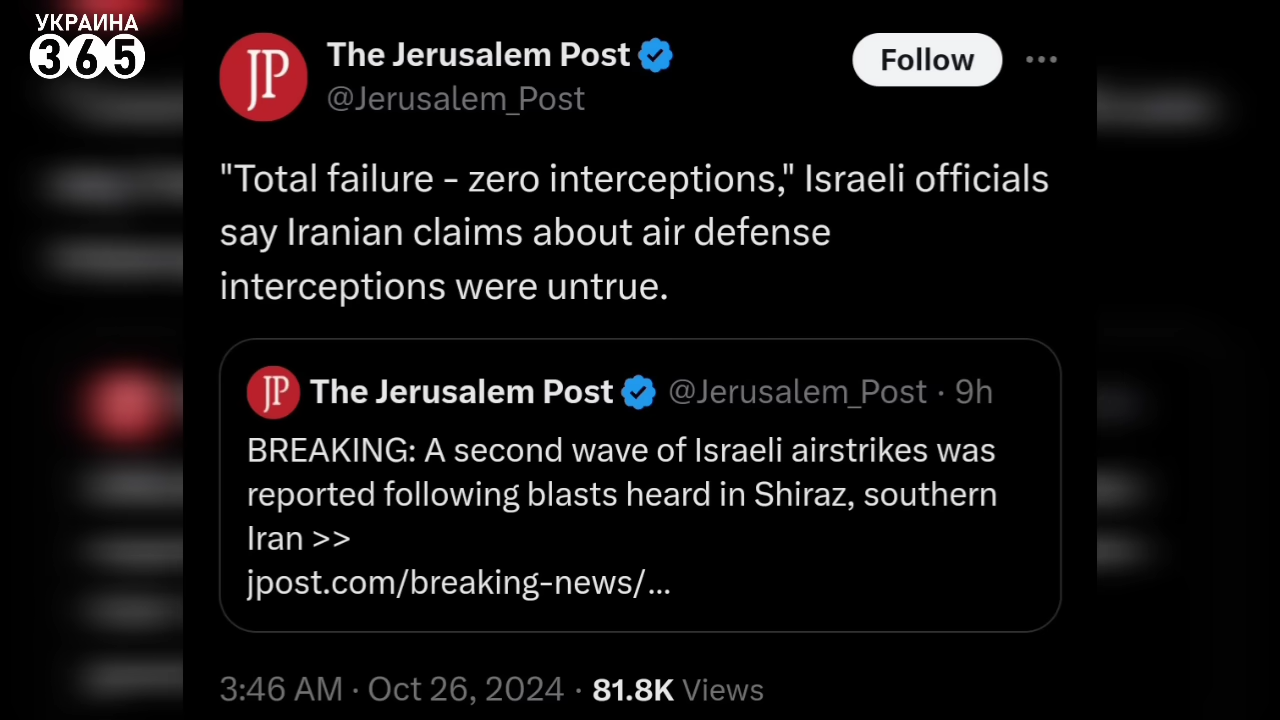 УКРАИНА
365
JP
The Jerusalem Post
Follow
@Jerusalem_Post
"Total failure - zero interceptions," Israeli officials
say Iranian claims about air defense
interceptions were untrue.
JP The Jerusalem Post @Jerusalem_Post · 9h
BREAKING: A second wave of Israeli airstrikes was
reported following blasts heard in Shiraz, southern
Iran >>
jpost.com/breaking-news/...
3:46 AM · Oct 26, 2024 · 81.8K Views